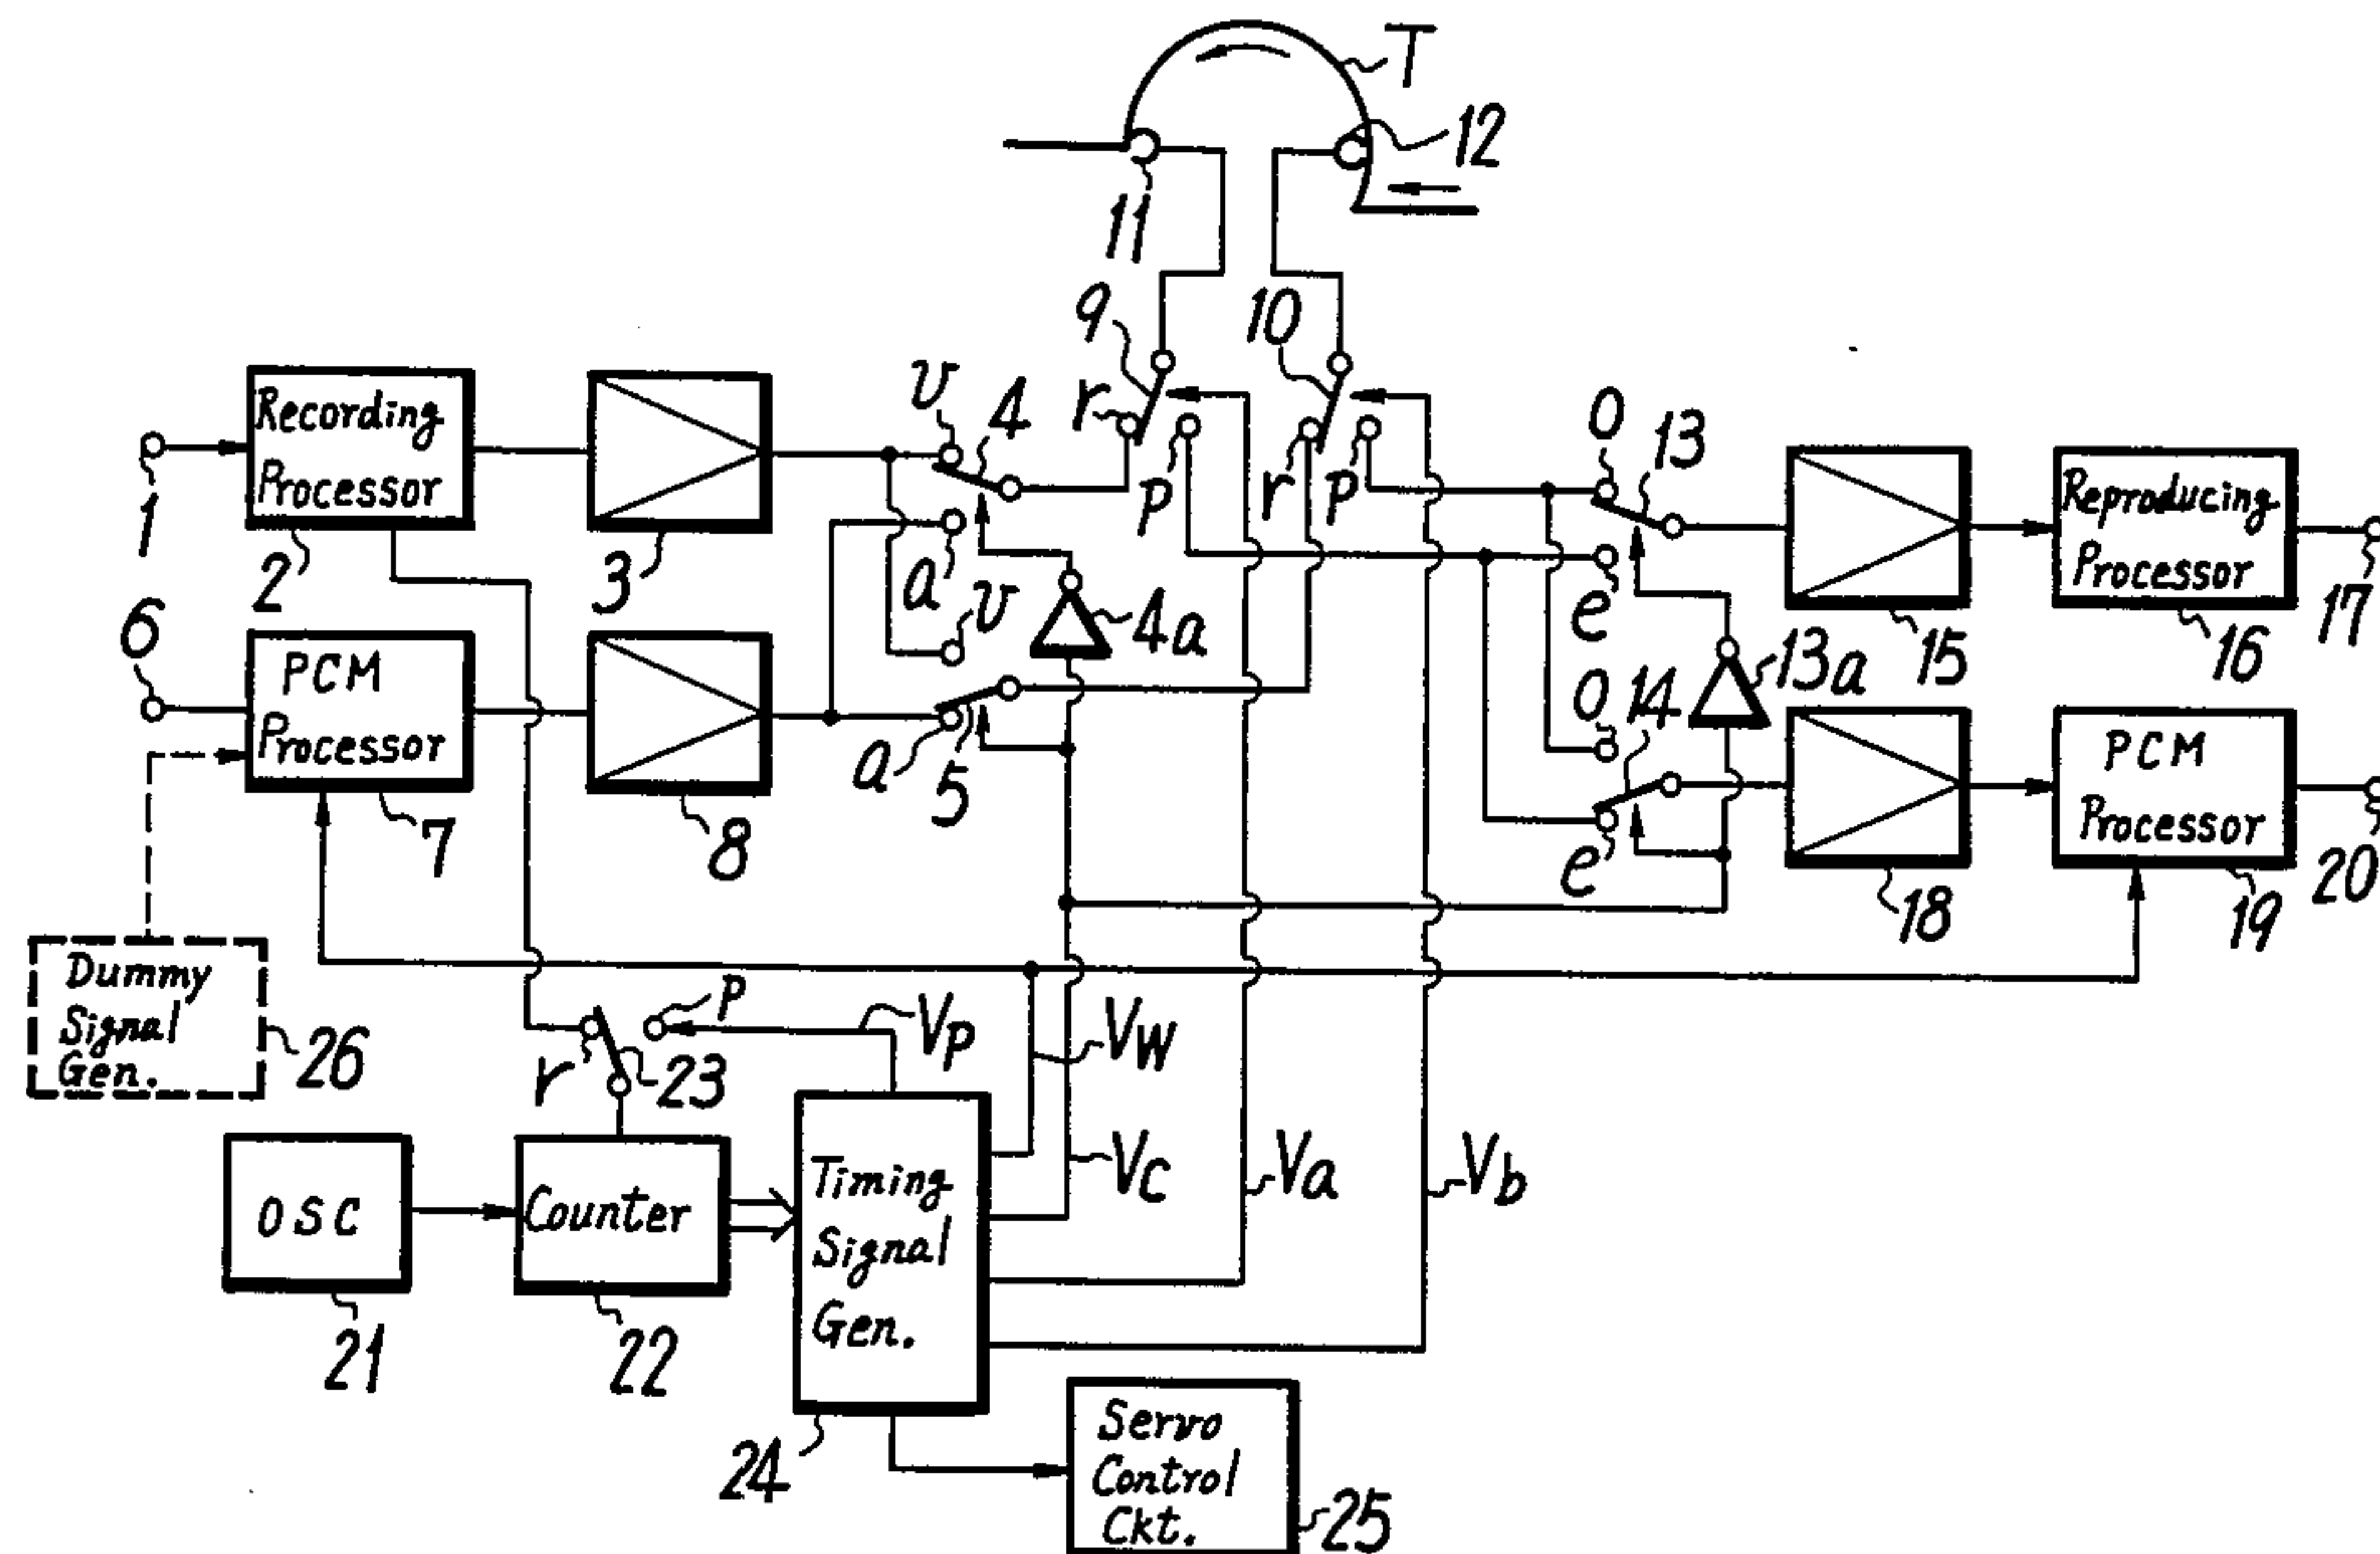 T
12
11
9
10
r
p
r
p
1
Recording
Processor
2
3
v
4
a
v
4a
O
13
e
15
Reproducing
Processor
16
17
6
PCM
Processor
7
8
a
5
O
14
e
13a
18
PCM
Processor
19
20
Dummy
Signal
Gen.
26
r
p
23
Vp
Vw
Vc
Va
Vb
OSC
21
Counter
22
Timing
Signal
Gen.
24
Servo
Control
Ckt.
25